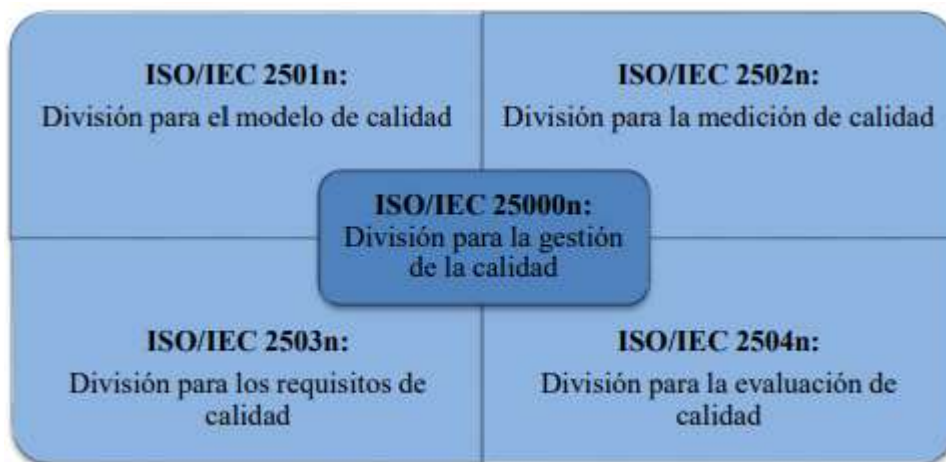 ISO/IEC 2501n:
División para el modelo de calidad
ISO/IEC 2502n:
División para la medición de calidad
ISO/IEC 25000n:
División para la gestión
de la calidad
ISO/IEC 2503n:
División para los requisitos de
calidad
ISO/IEC 2504n:
División para la evaluación de
calidad